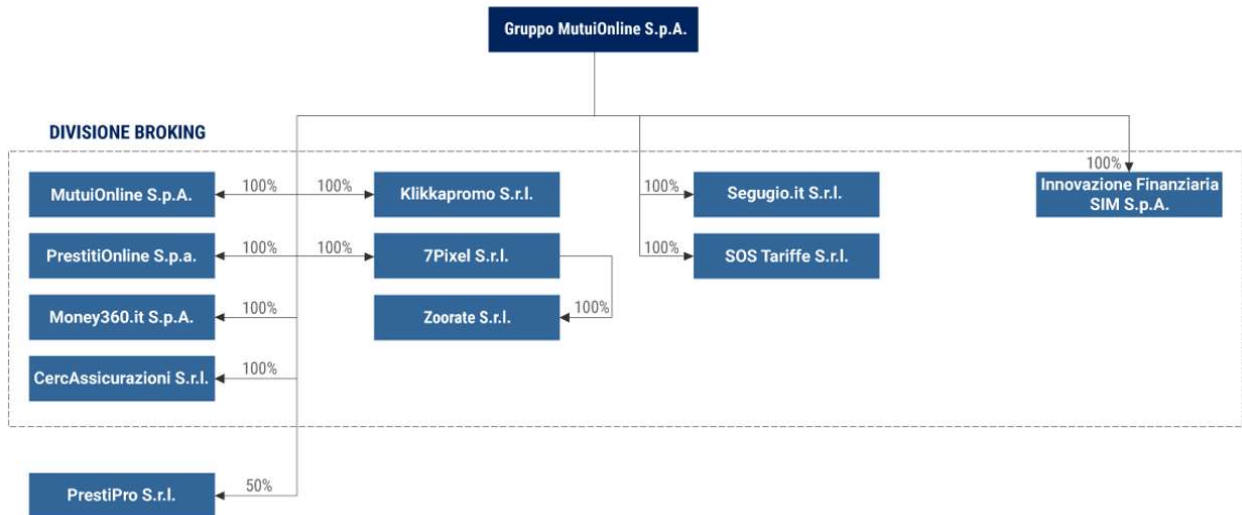 Gruppo MutuiOnline S.p.A.
DIVISIONE BROKING
100%
MutuiOnline S.p.A.
100%
100%
Klikkapromo S.r.l.
100%
Segugio.it S.r.l.
Innovazione Finanziaria
SIM S.p.A.
PrestitiOnline S.p.a.
100%
100%
7Pixel S.r.l.
100%
SOS Tariffe S.r.l.
Money360.it S.p.A.
100%
Zoorate S.r.l.
100%
CercAssicurazioni S.r.l.
100%
PrestiPro S.r.l.
50%